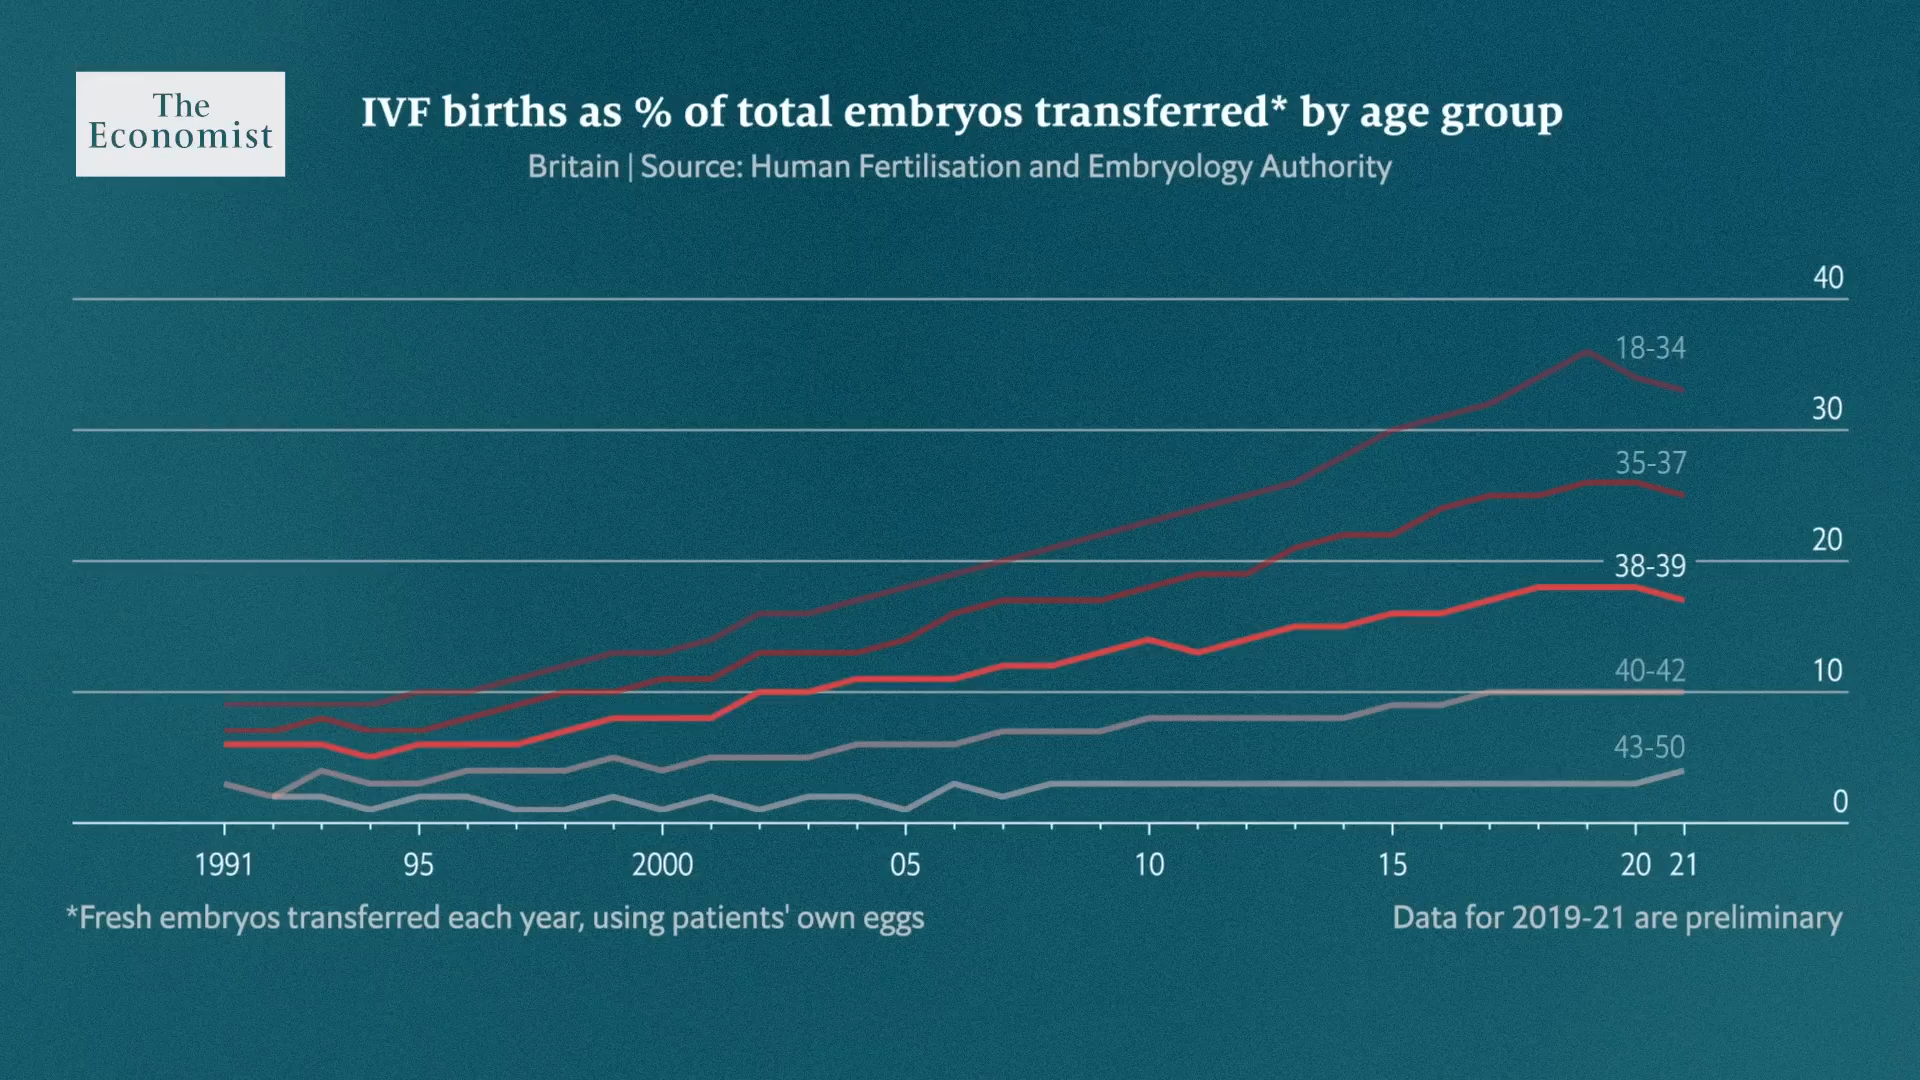 The
Economist
IVF births as % of total embryos transferred* by age group
Britain | Source: Human Fertilisation and Embryology Authority
40
18-34
30
35-37
20
38-39
40-42
10
43-50
0
1991 95 2000 05 10 15 20 21
*Fresh embryos transferred each year, using patients' own eggs
Data for 2019-21 are preliminary